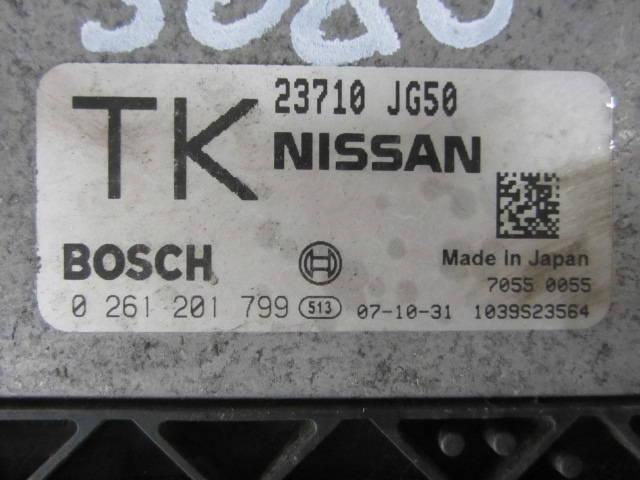 TK 23710 JG50
NISSAN
BOSCH
Made in Japan
7055 0055
0 261 201 799 513 07-10-31 1039S23564